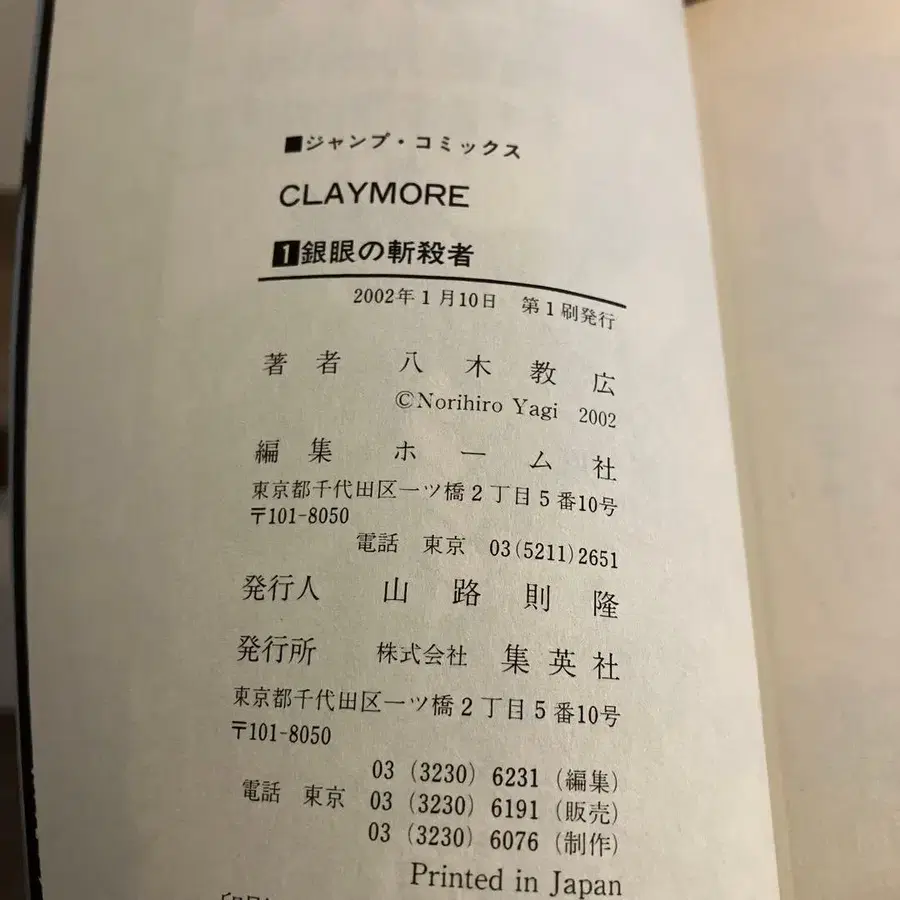 ■ジャンプ・コミックス
CLAYMORE
1銀眼の斬殺者
2002年1月10日 第1刷発行
著者 八木教広
©Norihiro Yagi 2002
編集 ホーム社
東京都千代田区一ツ橋2丁目5番10号
〒101-8050
電話 東京 03(5211)2651
発行人 山路則隆
発行所 株式会社 集英社
東京都千代田区一ツ橋2丁目5番10号
〒101-8050
03 (3230) 6231 (編集)
電話 東京 03 (3230) 6191 (販売)
03 (3230) 6076 (制作)
Printed in Japan